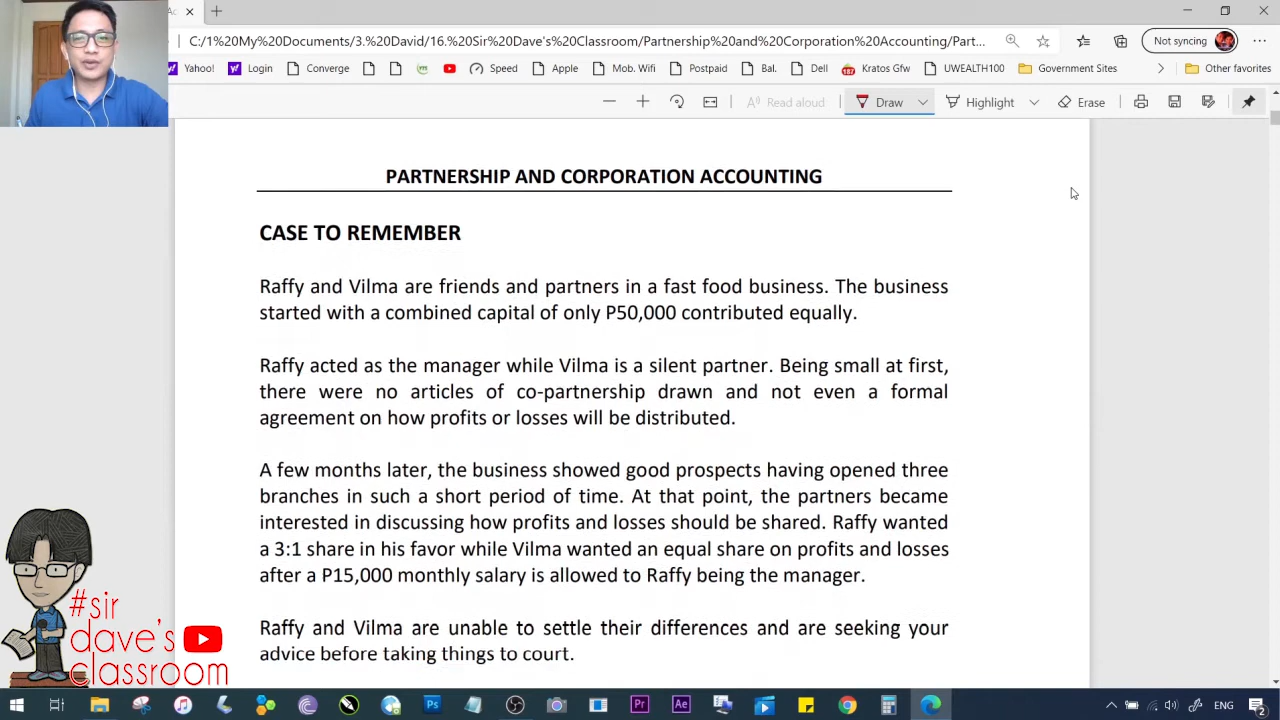 C:/1%20My%20Documents/3.%20David/16.%20Sir%20Dave's%20Classroom/Partnership%20and%20Corporation%20Accounting/Part...
Not syncing
Yahoo! Login Converge Speed Apple Mob. Wifi Postpaid Bal. Dell Kratos Gfw UWEALTH100 Government Sites Other favorites
Read aloud Draw Highlight Erase
PARTNERSHIP AND CORPORATION ACCOUNTING
CASE TO REMEMBER
Raffy and Vilma are friends and partners in a fast food business. The business
started with a combined capital of only P50,000 contributed equally.
Raffy acted as the manager while Vilma is a silent partner. Being small at first,
there were no articles of co-partnership drawn and not even a formal
agreement on how profits or losses will be distributed.
A few months later, the business showed good prospects having opened three
branches in such a short period of time. At that point, the partners became
interested in discussing how profits and losses should be shared. Raffy wanted
a 3:1 share in his favor while Vilma wanted an equal share on profits and losses
after a P15,000 monthly salary is allowed to Raffy being the manager.
Raffy and Vilma are unable to settle their differences and are seeking your
advice before taking things to court.
#sir
dave's
classroom
ENG
2